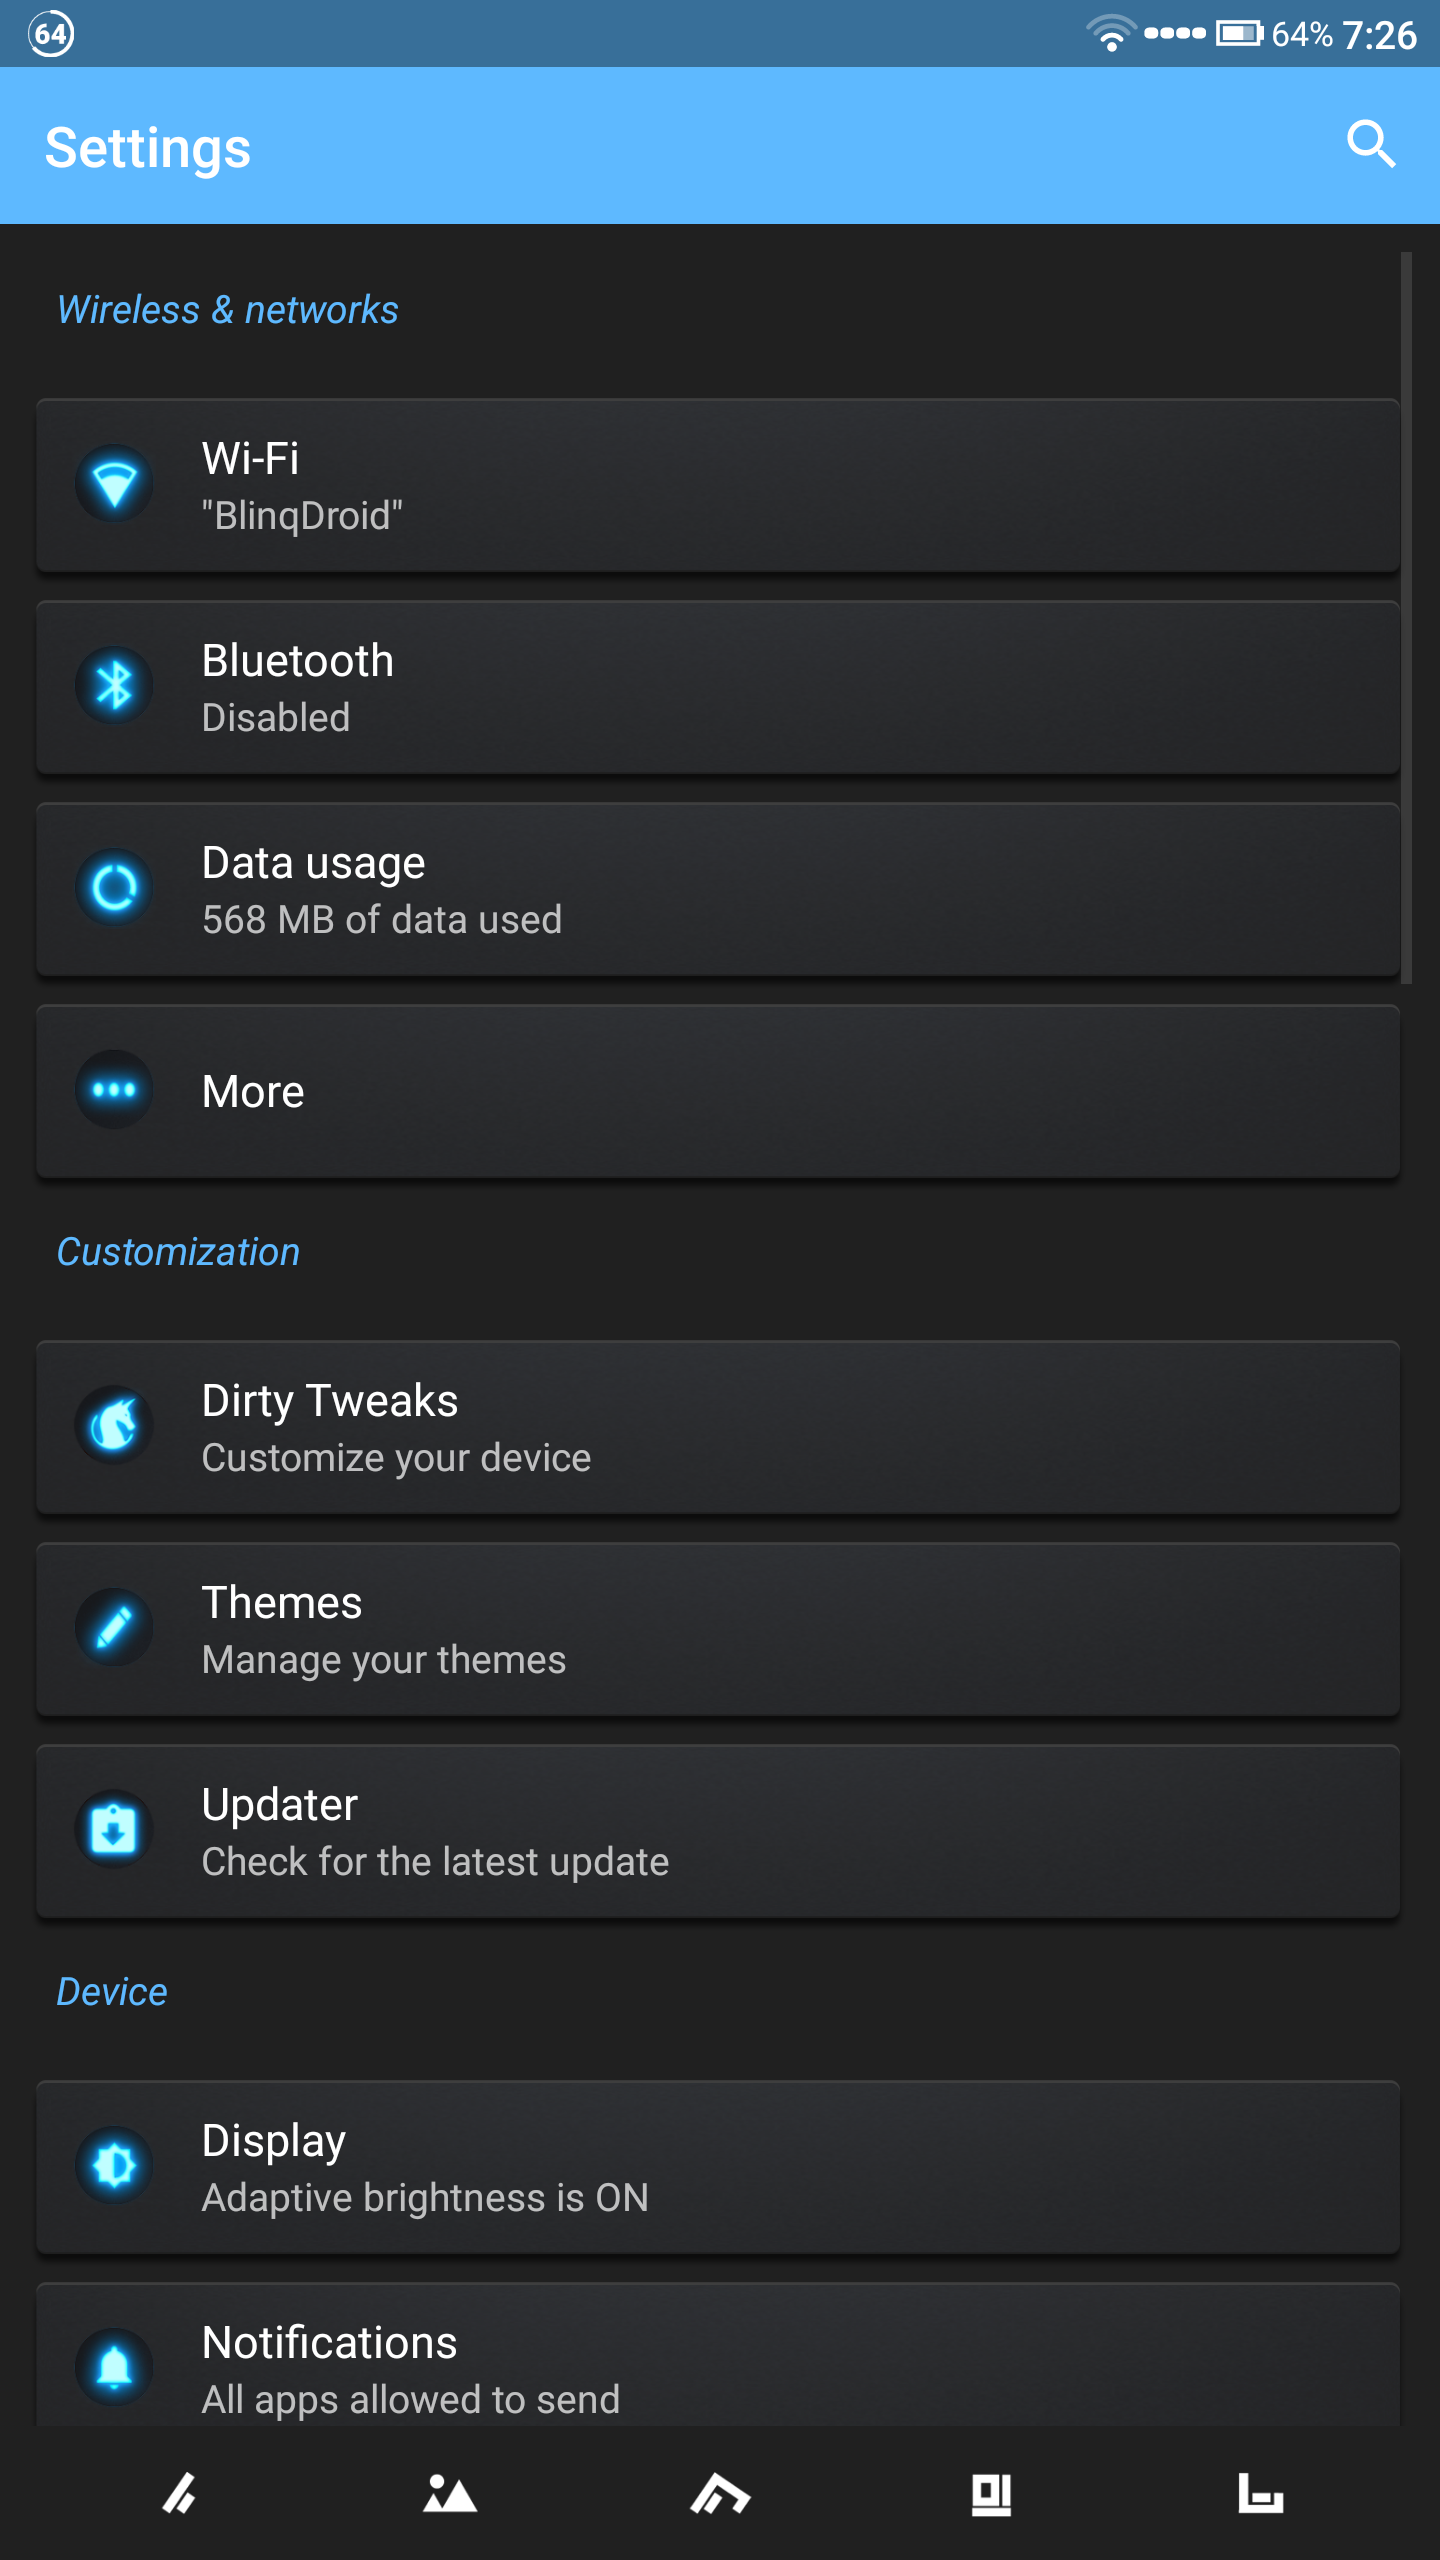 64
64% 7:26
Settings
Wireless & networks
Wi-Fi
"BlinqDroid"
Bluetooth
Disabled
Data usage
568 MB of data used
More
Customization
Dirty Tweaks
Customize your device
Themes
Manage your themes
Updater
Check for the latest update
Device
Display
Adaptive brightness is ON
Notifications
All apps allowed to send